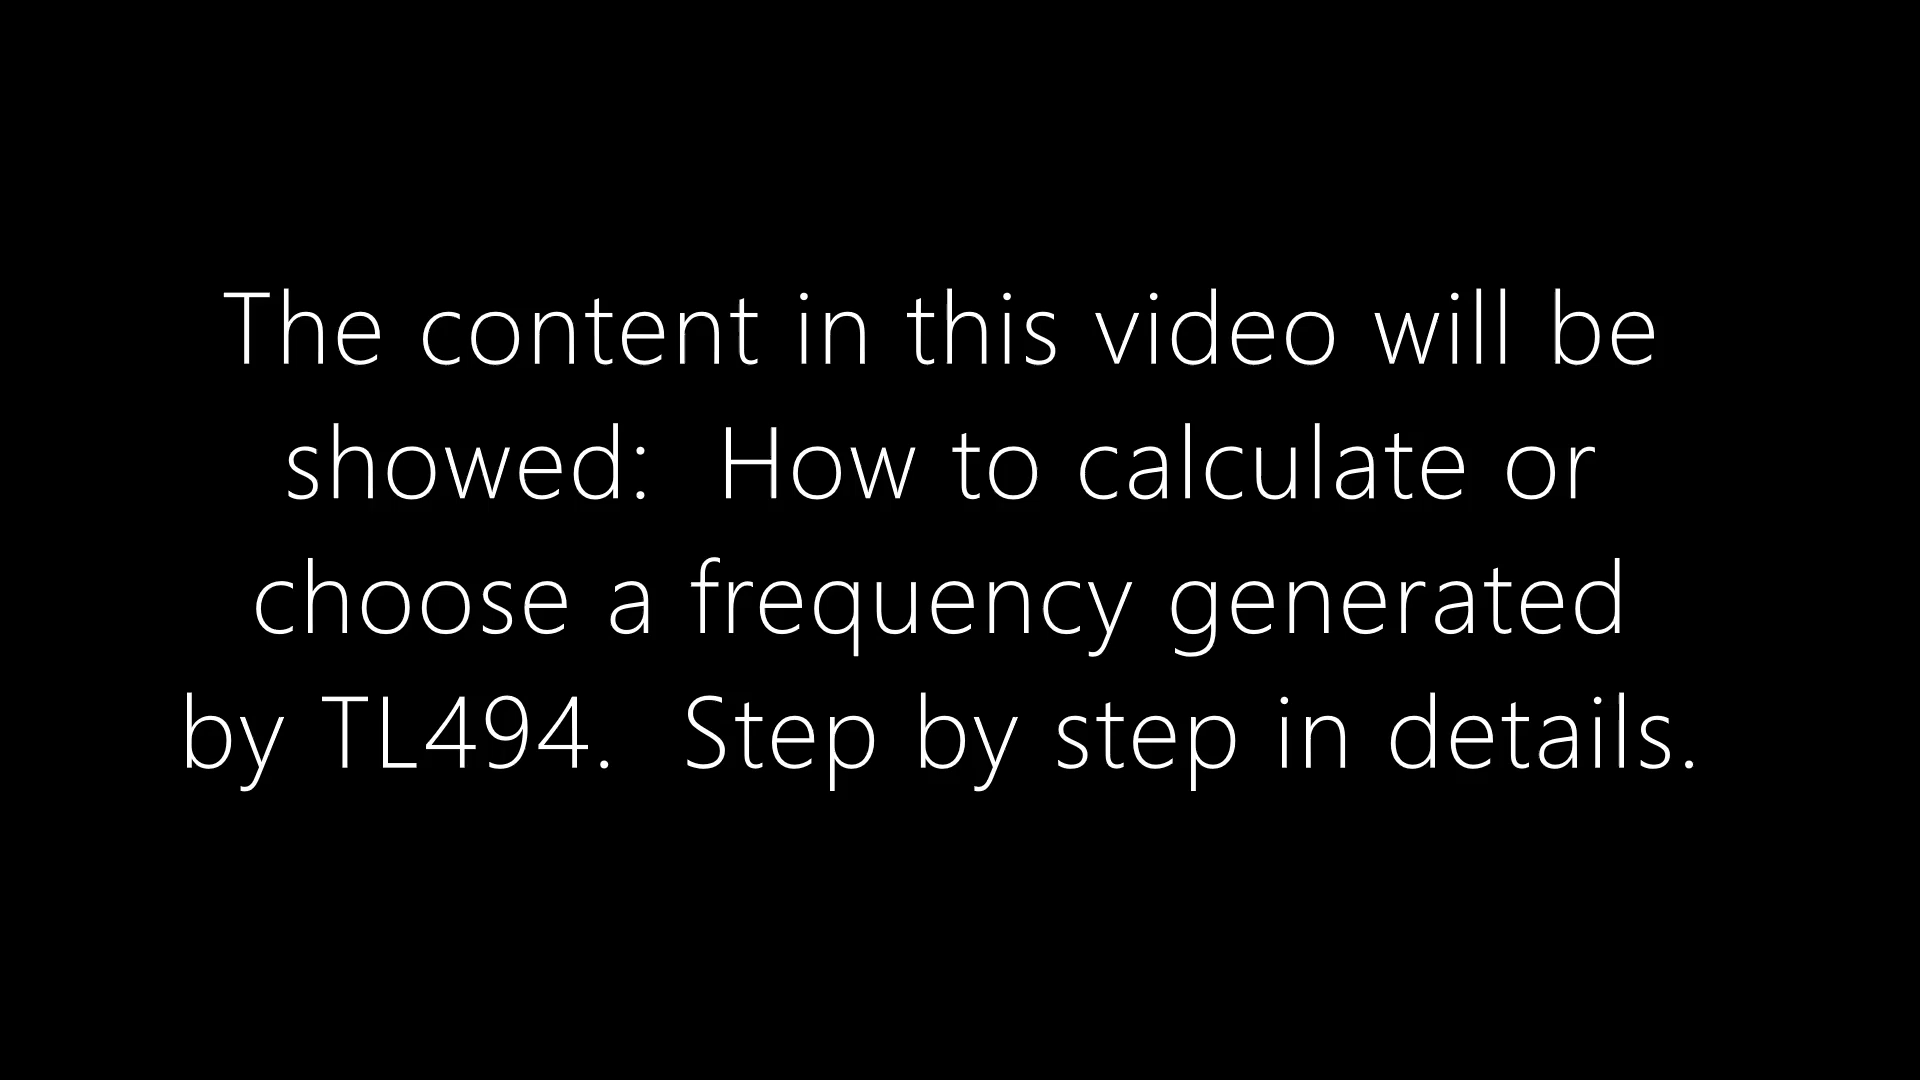 The content in this video will be
showed:  How to calculate or
choose a frequency generated
by TL494.  Step by step in details.